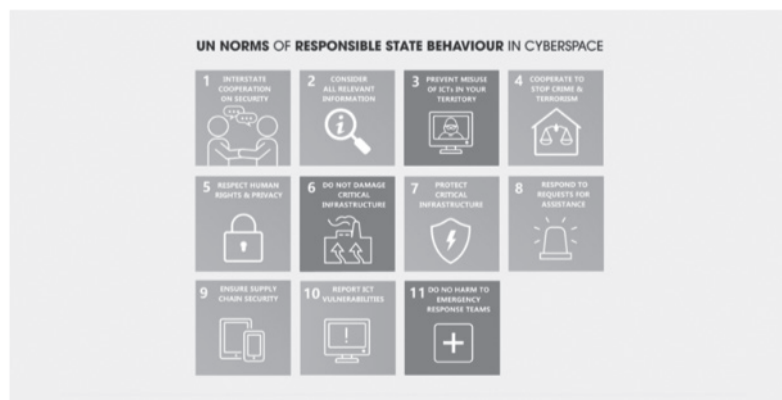 UN NORMS OF RESPONSIBLE STATE BEHAVIOUR IN CYBERSPACE
1 INTERSTATE
COOPERATION
ON SECURITY
2 CONSIDER
ALL RELEVANT
INFORMATION
3 PREVENT MISUSE
OF ICTs IN YOUR
TERRITORY
4 COOPERATE TO
STOP CRIME &
TERRORISM
5 RESPECT HUMAN
RIGHTS & PRIVACY
6 DO NOT DAMAGE
CRITICAL
INFRASTRUCTURE
7 PROTECT
CRITICAL
INFRASTRUCTURE
8 RESPOND TO
REQUESTS FOR
ASSISTANCE
9 ENSURE SUPPLY
CHAIN SECURITY
10 REPORT ICT
VULNERABILITIES
11 DO NO HARM TO
EMERGENCY
RESPONSE TEAMS